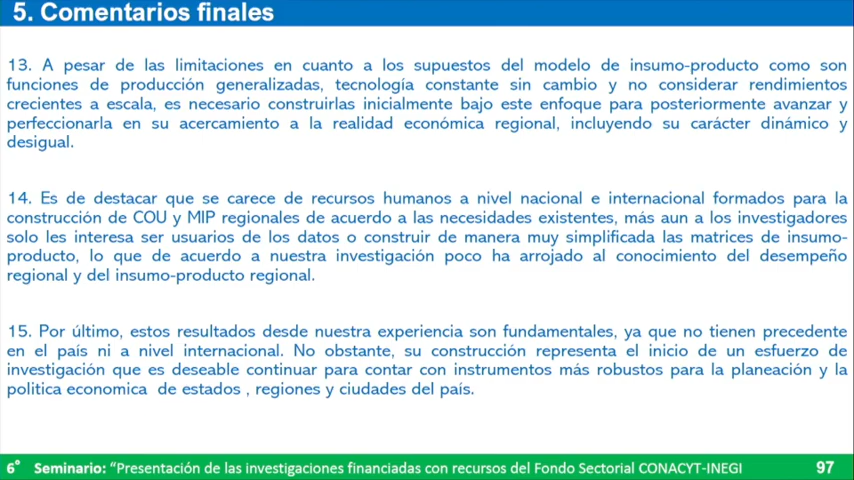 5. Comentarios finales
13. A pesar de las limitaciones en cuanto a los supuestos del modelo de insumo-producto como son
funciones de producción generalizadas, tecnología constante sin cambio y no considerar rendimientos
crecientes a escala, es necesario construirlas inicialmente bajo este enfoque para posteriormente avanzar y
perfeccionarla en su acercamiento a la realidad económica regional, incluyendo su carácter dinámico y
desigual.
14. Es de destacar que se carece de recursos humanos a nivel nacional e internacional formados para la
construcción de COU y MIP regionales de acuerdo a las necesidades existentes, más aun a los investigadores
solo les interesa ser usuarios de los datos o construir de manera muy simplificada las matrices de insumo-
producto, lo que de acuerdo a nuestra investigación poco ha arrojado al conocimiento del desempeño
regional y del insumo-producto regional.
15. Por último, estos resultados desde nuestra experiencia son fundamentales, ya que no tienen precedente
en el país ni a nivel internacional. No obstante, su construcción representa el inicio de un esfuerzo de
investigación que es deseable continuar para contar con instrumentos más robustos para la planeación y la
politica economica de estados , regiones y ciudades del país.
6° Seminario: "Presentación de las investigaciones financiadas con recursos del Fondo Sectorial CONACYT-INEGI 97